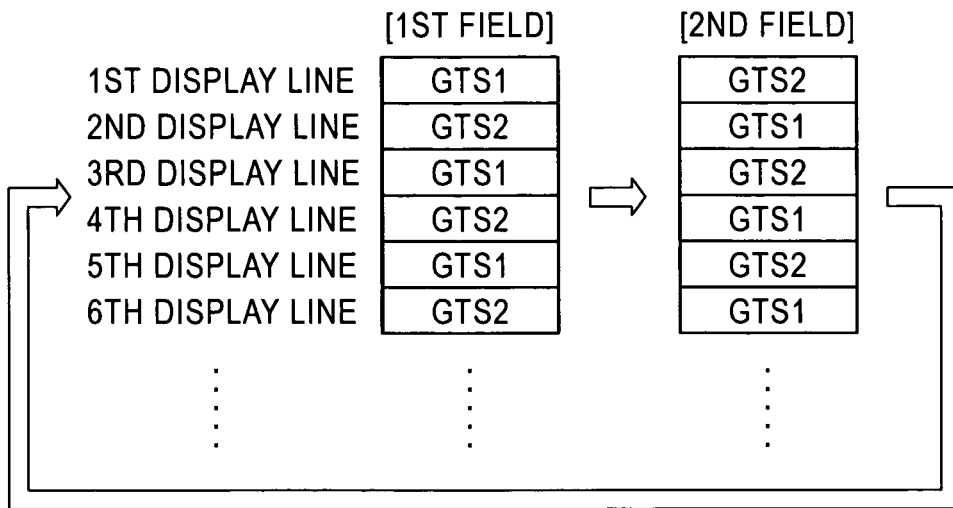 [1ST FIELD] [2ND FIELD]
1ST DISPLAY LINE GTS1 GTS2
2ND DISPLAY LINE GTS2 GTS1
3RD DISPLAY LINE GTS1 GTS2
4TH DISPLAY LINE GTS2 GTS1
5TH DISPLAY LINE GTS1 GTS2
6TH DISPLAY LINE GTS2 GTS1